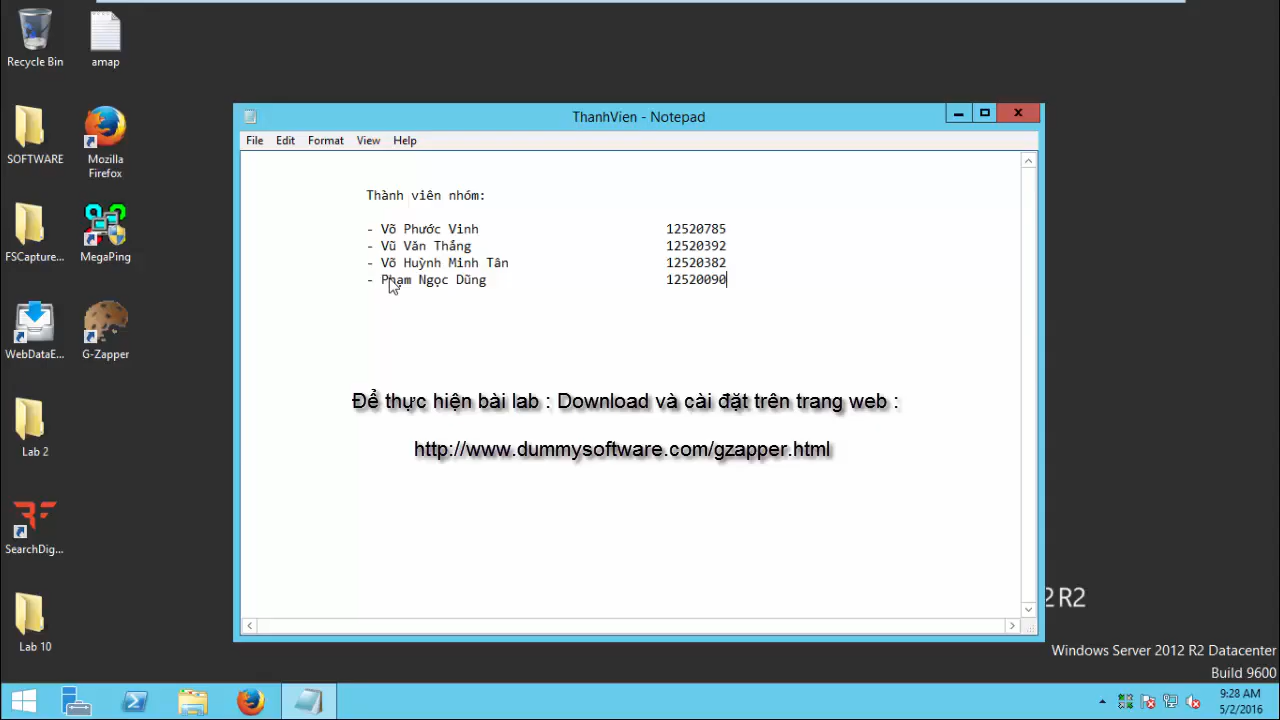 Recycle Bin
amap
SOFTWARE
Mozilla
Firefox
FSCapture...
MegaPing
WebDataE...
G-Zapper
Lab 2
SearchDig...
Lab 10
ThanhVien - Notepad
File Edit Format View Help
Thành viên nhóm:
- Võ Phước Vinh 12520785
- Vũ Văn Thắng 12520392
- Võ Huỳnh Minh Tân 12520382
- Phạm Ngọc Dũng 12520090
Để thực hiện bài lab : Download và cài đặt trên trang web :
http://www.dummysoftware.com/gzapper.html
2 R2
Windows Server 2012 R2 Datacenter
Build 9600
9:28 AM
5/2/2016